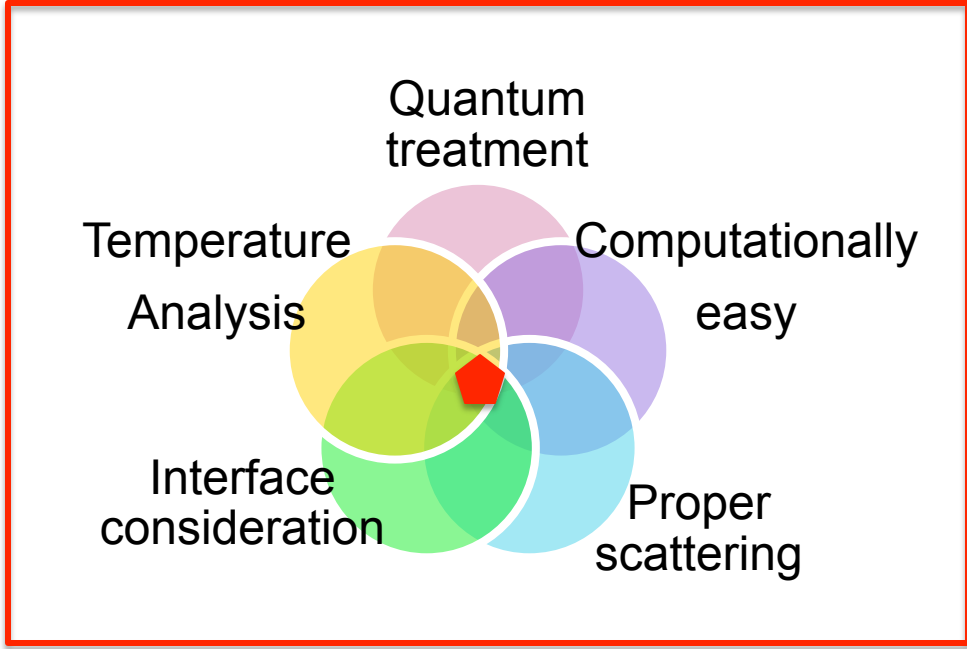 Quantum
treatment
Temperature
Analysis
Computationally
easy
Interface
consideration
Proper
scattering